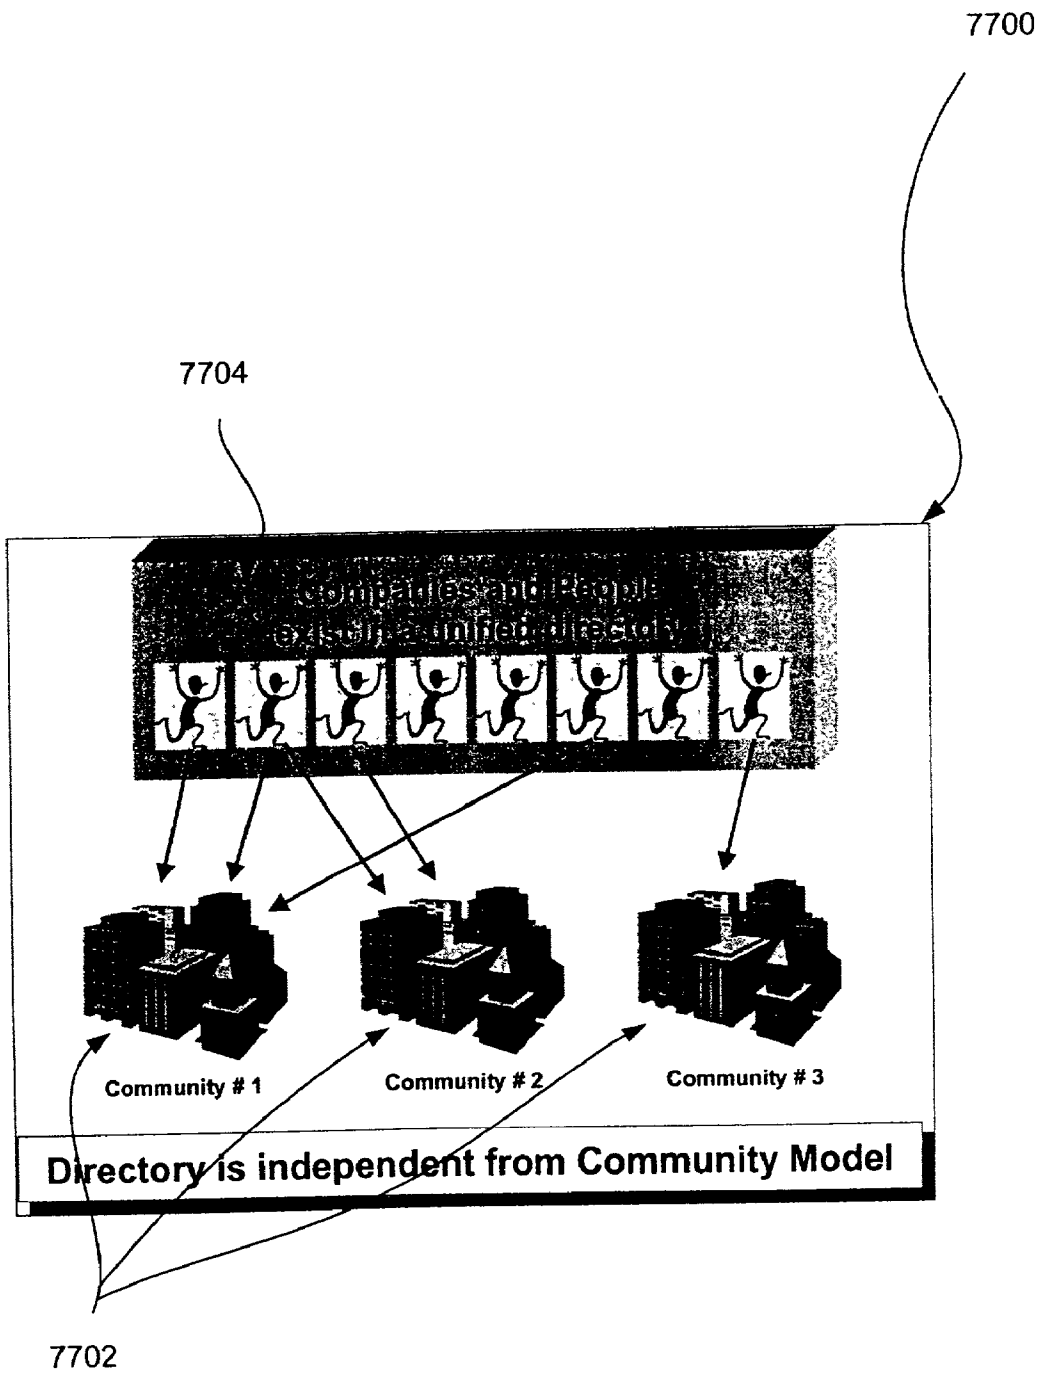 7700
7704
Companies and People
exist in a unified directory
Community # 1
Community # 2
Community # 3
Directory is independent from Community Model
7702